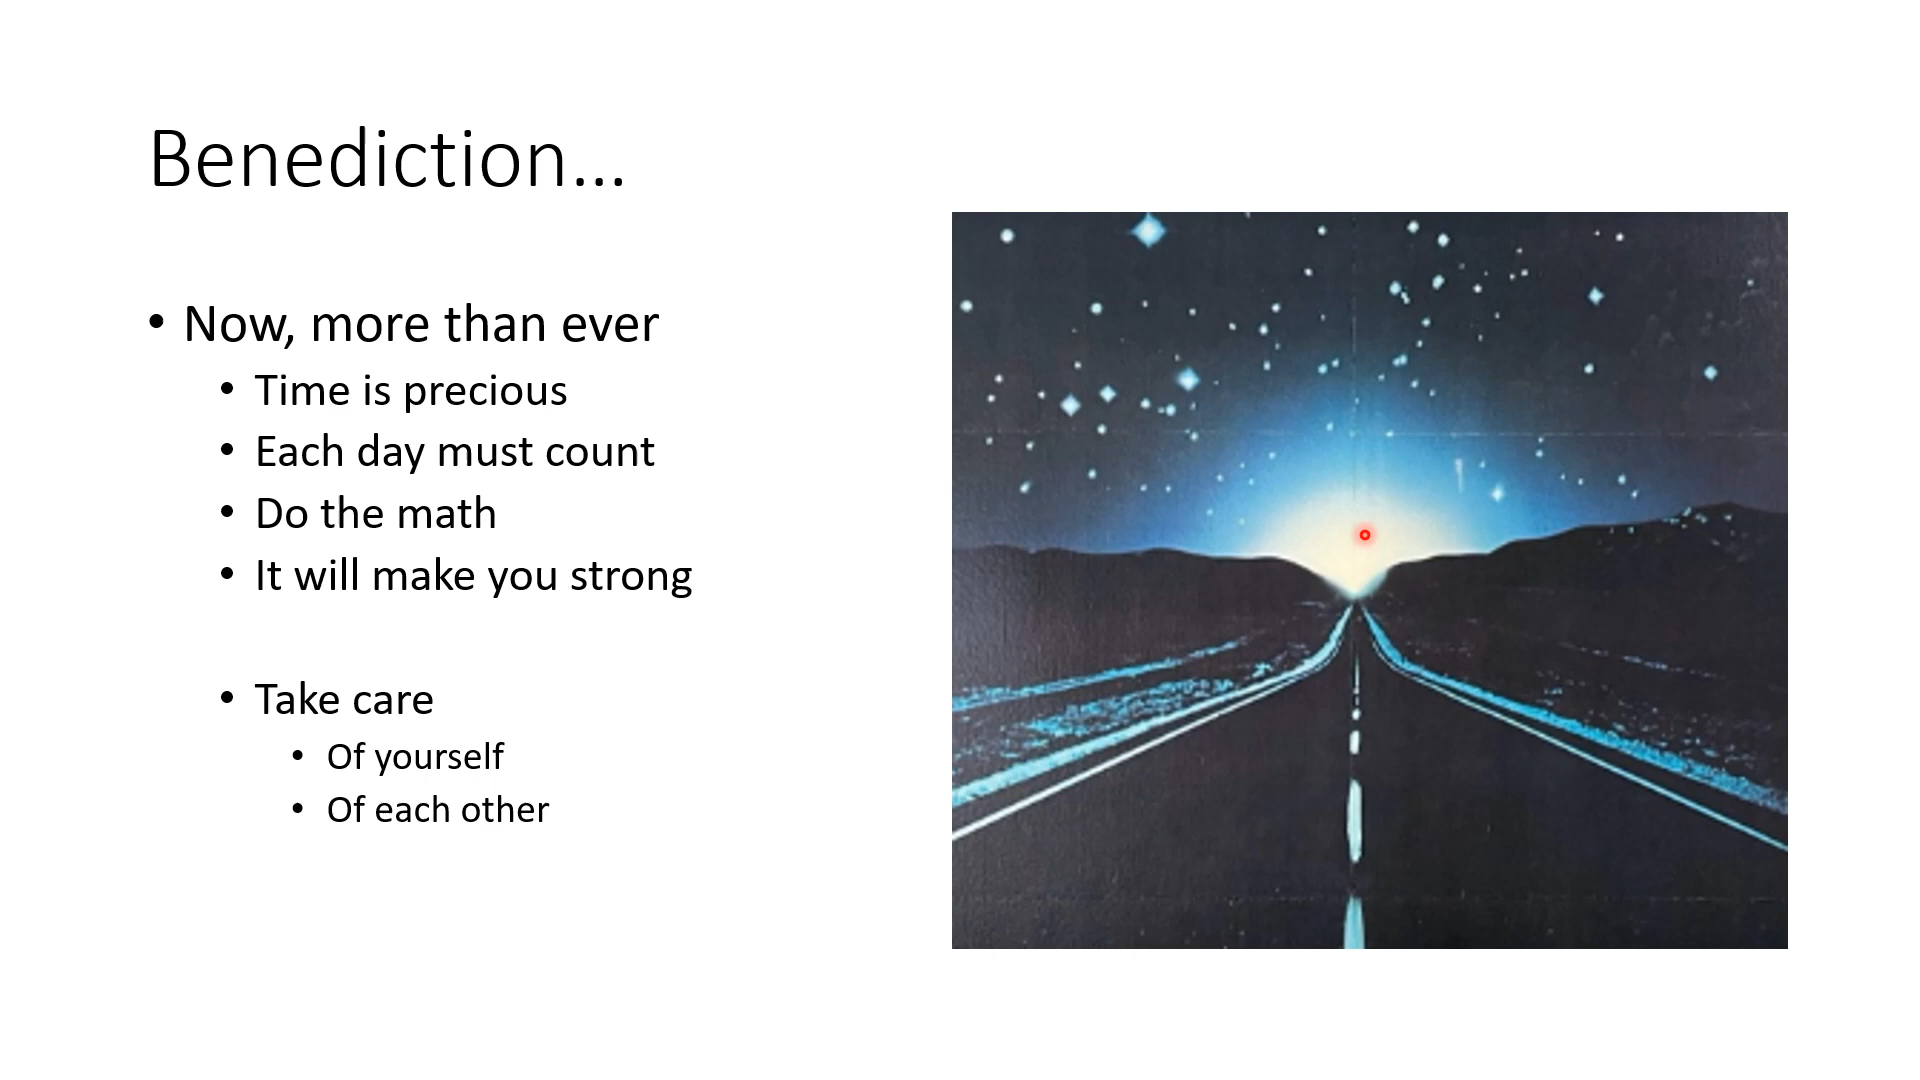 Benediction...
• Now, more than ever
• Time is precious
• Each day must count
• Do the math
• It will make you strong
• Take care
• Of yourself
• Of each other